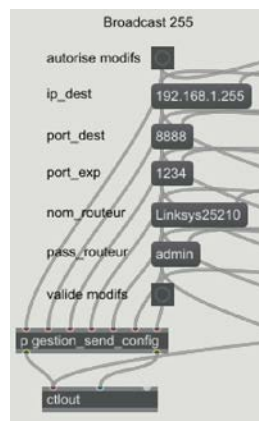 Broadcast 255
autorise modifs
ip_dest 192.168.1.255
port_dest 8888
port_exp 1234
nom_routeur Linksys25210
pass_routeur admin
valide modifs
p gestion_send_config
ctlout